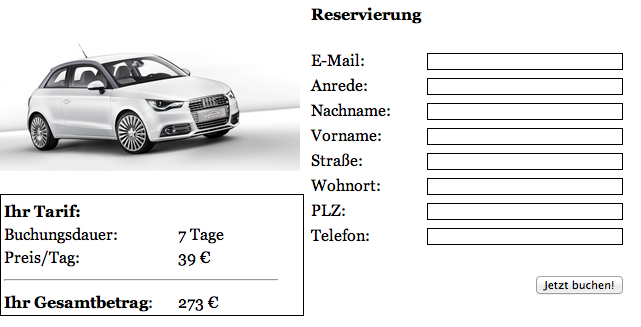 Reservierung
E-Mail:
Anrede:
Nachname:
Vorname:
Straße:
Wohnort:
PLZ:
Telefon:
Jetzt buchen!
Ihr Tarif:
Buchungsdauer: 7 Tage
Preis/Tag: 39 €
Ihr Gesamtbetrag: 273 €